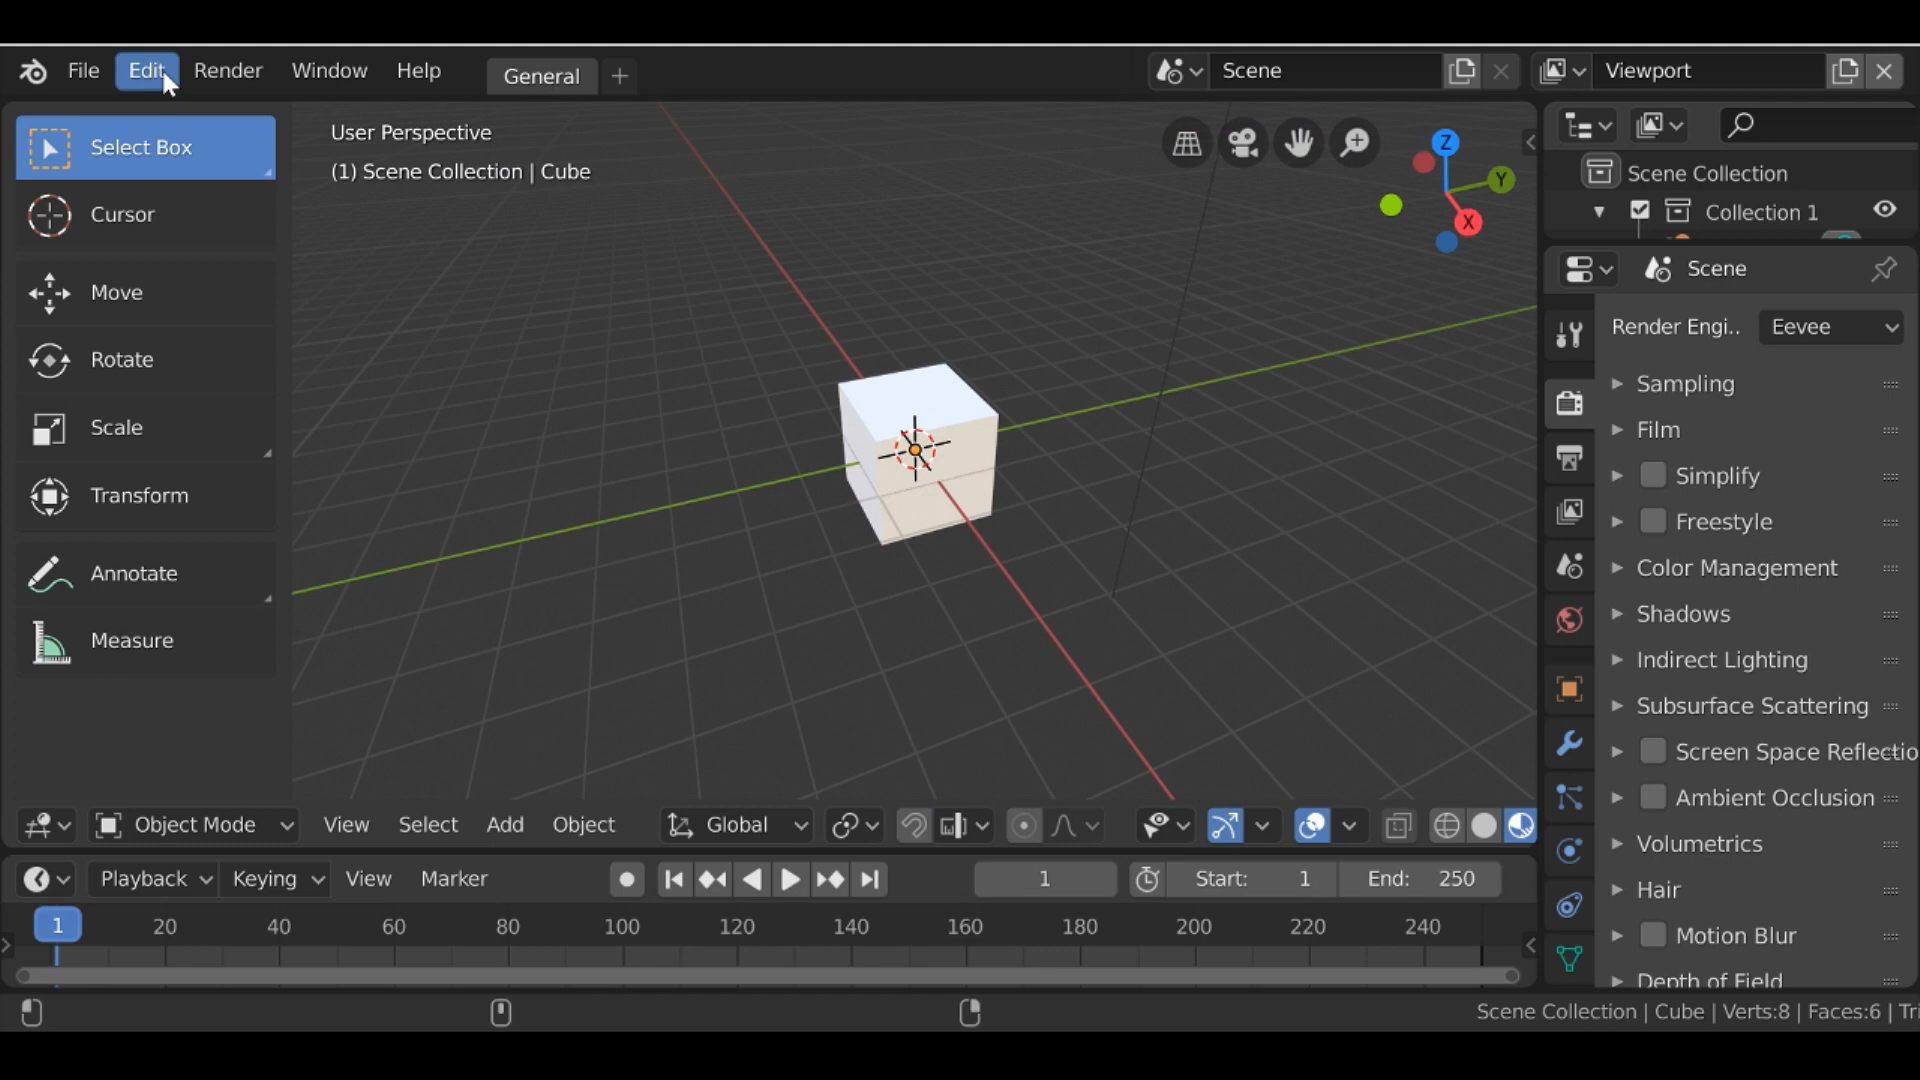 File Edit Render Window Help General + Scene Viewport
User Perspective
(1) Scene Collection | Cube
Select Box
Cursor
Move
Rotate
Scale
Transform
Annotate
Measure
Z
Y
X
Scene Collection
Collection 1
Scene
Render Engi.. Eevee
Sampling
Film
Simplify
Freestyle
Color Management
Shadows
Indirect Lighting
Subsurface Scattering
Screen Space Reflectio
Ambient Occlusion
Volumetrics
Hair
Motion Blur
Depth of Field
Object Mode View Select Add Object Global
Playback Keying View Marker 1 Start: 1 End: 250
1 20 40 60 80 100 120 140 160 180 200 220 240
Scene Collection | Cube | Verts:8 | Faces:6 | Tri